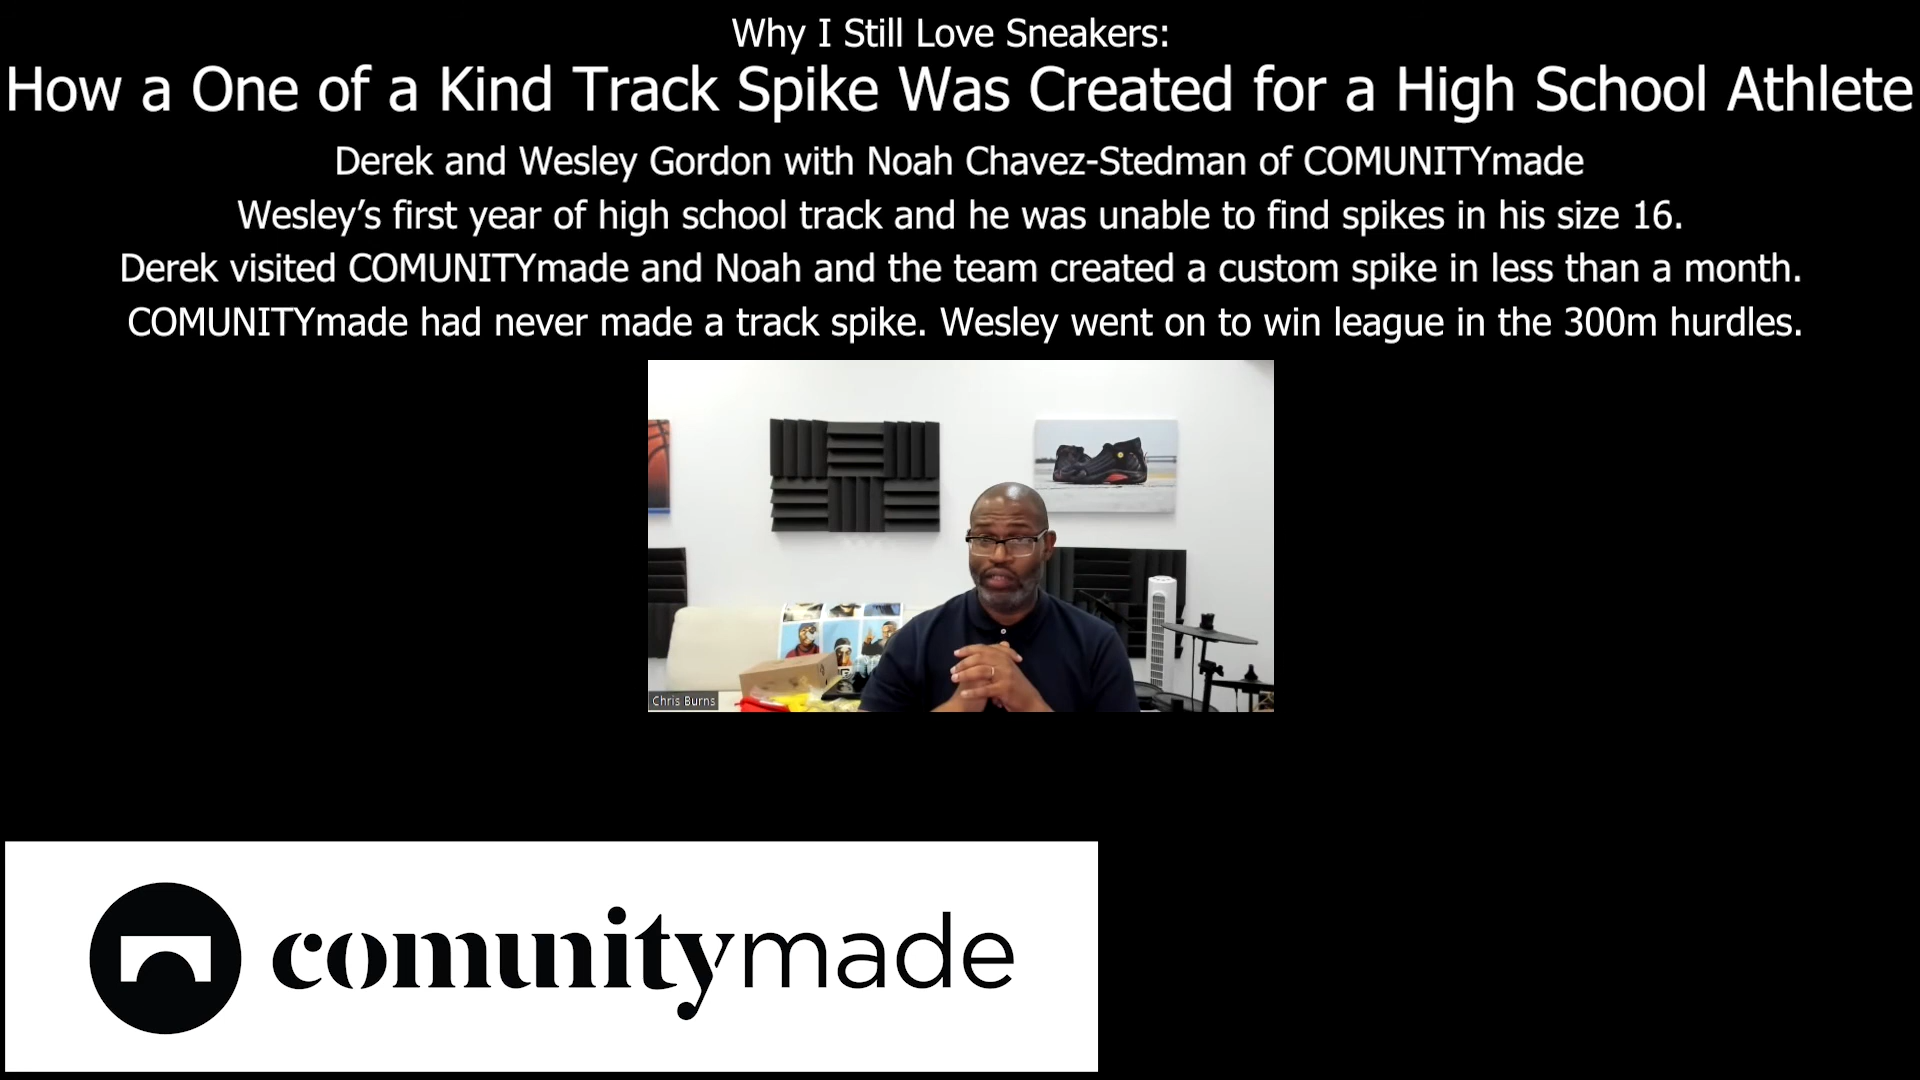 Why I Still Love Sneakers:
How a One of a Kind Track Spike Was Created for a High School Athlete
Derek and Wesley Gordon with Noah Chavez-Stedman of COMUNITYmade
Wesley’s first year of high school track and he was unable to find spikes in his size 16.
Derek visited COMUNITYmade and Noah and the team created a custom spike in less than a month.
COMUNITYmade had never made a track spike. Wesley went on to win league in the 300m hurdles.
Chris Burns
comunitymade